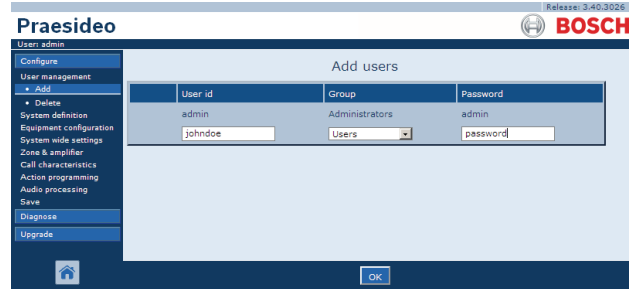 Release: 3.40.3026
Praesideo
BOSCH
User: admin
Configure
User management
• Add
• Delete
System definition
Equipment configuration
System wide settings
Zone & amplifier
Call characteristics
Action programming
Audio processing
Save
Diagnose
Upgrade
Add users
User id Group Password
admin Administrators admin
johndoe Users password
OK